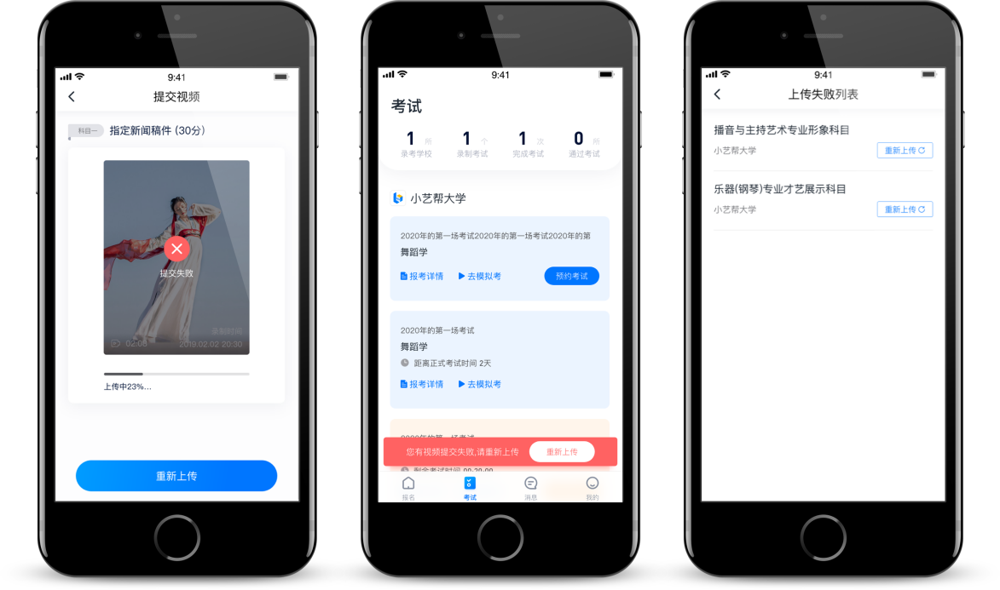 9:41
提交视频
科目一 指定新闻稿件 (30分)
提交失败
录制时间
02:08 2019.02.02 20:30
上传中23%...
重新上传
9:41
考试
1 所 1 个 1 次 0 所
录考学校 录制考试 完成考试 通过考试
小艺帮大学
2020年的第一场考试2020年的第一场考试2020年的第
舞蹈学
报考详情 去模拟考 预约考试
2020年的第一场考试
舞蹈学
距离正式考试时间 2天
报考详情 去模拟考
2020年的第一场考试
您有视频提交失败,请重新上传 重新上传
剩余考试时间 00:20:00
报名 考试 消息 我的
9:41
上传失败列表
播音与主持艺术专业形象科目
小艺帮大学 重新上传
乐器(钢琴)专业才艺展示科目
小艺帮大学 重新上传